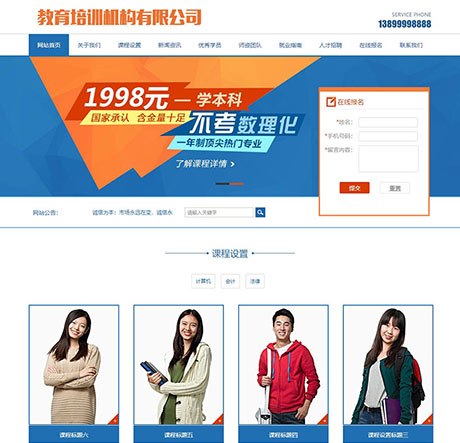 教育培训机构有限公司
SERVICE PHONE
13899998888
网站首页 关于我们 课程设置 新闻资讯 优秀学员 师资团队 就业指南 人才招聘 在线报名 联系我们
1998元 — 学本科
国家承认 含金量十足
不考数理化
一年制顶尖热门专业
了解课程详情 >>
在线报名
*姓名:
*手机号码:
*留言内容:
提交 重置
网站公告: 诚信为本:市场永远在变,诚信永 请输入关键字
课程设置
计算机 会计 法律
课程标题六 课程标题五 课程标题四 课程设置标题三